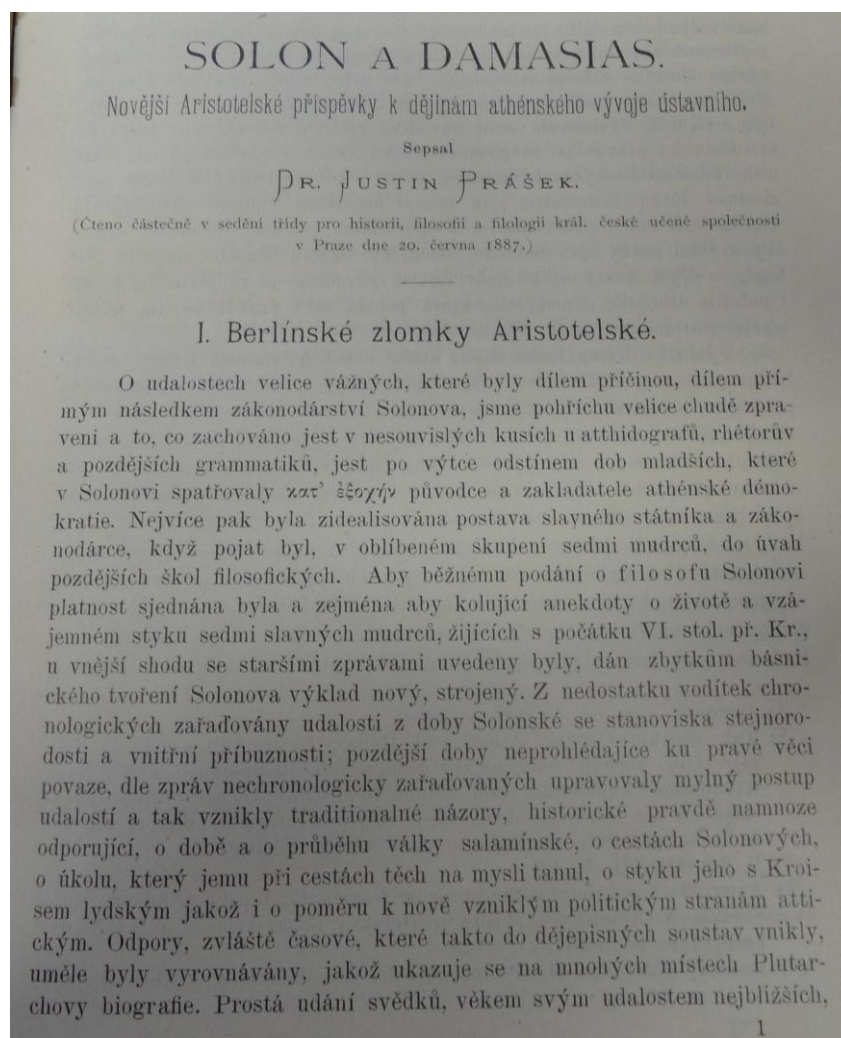 SOLON A DAMASIAS.
Novější Aristotelské příspěvky k dějinám athénského vývoje ústavního.
Sepsal
DR. JUSTIN PRÁŠEK.
(Čteno částečně v sedění třídy pro historii, filosofii a filologii král. české učené společnosti
v Praze dne 20. června 1887.)
I. Berlínské zlomky Aristotelské.
O udalostech velice vážných, které byly dílem příčinou, dílem pří-
mým následkem zákonodárství Solonova, jsme pohříchu velice chudě zpra-
veni a to, co zachováno jest v nesouvislých kusích u atthidografů, rhétorův
a pozdějších grammatiků, jest po výtce odstínem dob mladších, které
v Solonovi spatřovaly κατ’ ἐξοχήν původce a zakladatele athénské démo-
kratie. Nejvíce pak byla zidealisována postava slavného státníka a záko-
nodárce, když pojat byl, v oblíbeném skupení sedmi mudrců, do úvah
pozdějších škol filosofických. Aby běžnému podání o filosofu Solonovi
platnost sjednána byla a zejména aby kolující anekdoty o životě a vzá-
jemném styku sedmi slavných mudrců, žijících s počátku VI. stol. př. Kr.,
u vnější shodu se staršími zprávami uvedeny byly, dán zbytkům básni-
ckého tvoření Solonova výklad nový, strojený. Z nedostatku vodítek chro-
nologických zařaďovány udalosti z doby Solonské se stanoviska stejnoro-
dosti a vnitřní příbuznosti; pozdější doby neprohlédajíce ku pravé věci
povaze, dle zpráv nechronologicky zařaďovaných upravovaly mylný postup
udalostí a tak vznikly traditionalné názory, historické pravdě namnoze
odporující, o době a o průběhu války salamínské, o cestách Solonových,
o úkolu, který jemu při cestách těch na mysli tanul, o styku jeho s Kroi-
sem lydským jakož i o poměru k nově vzniklým politickým stranám atti-
ckým. Odpory, zvláště časové, které takto do dějepisných soustav vnikly,
uměle byly vyrovnávány, jakož ukazuje se na mnohých místech Plutar-
chovy biografie. Prostá udání svědků, věkem svým udalostem nejbližších,
1